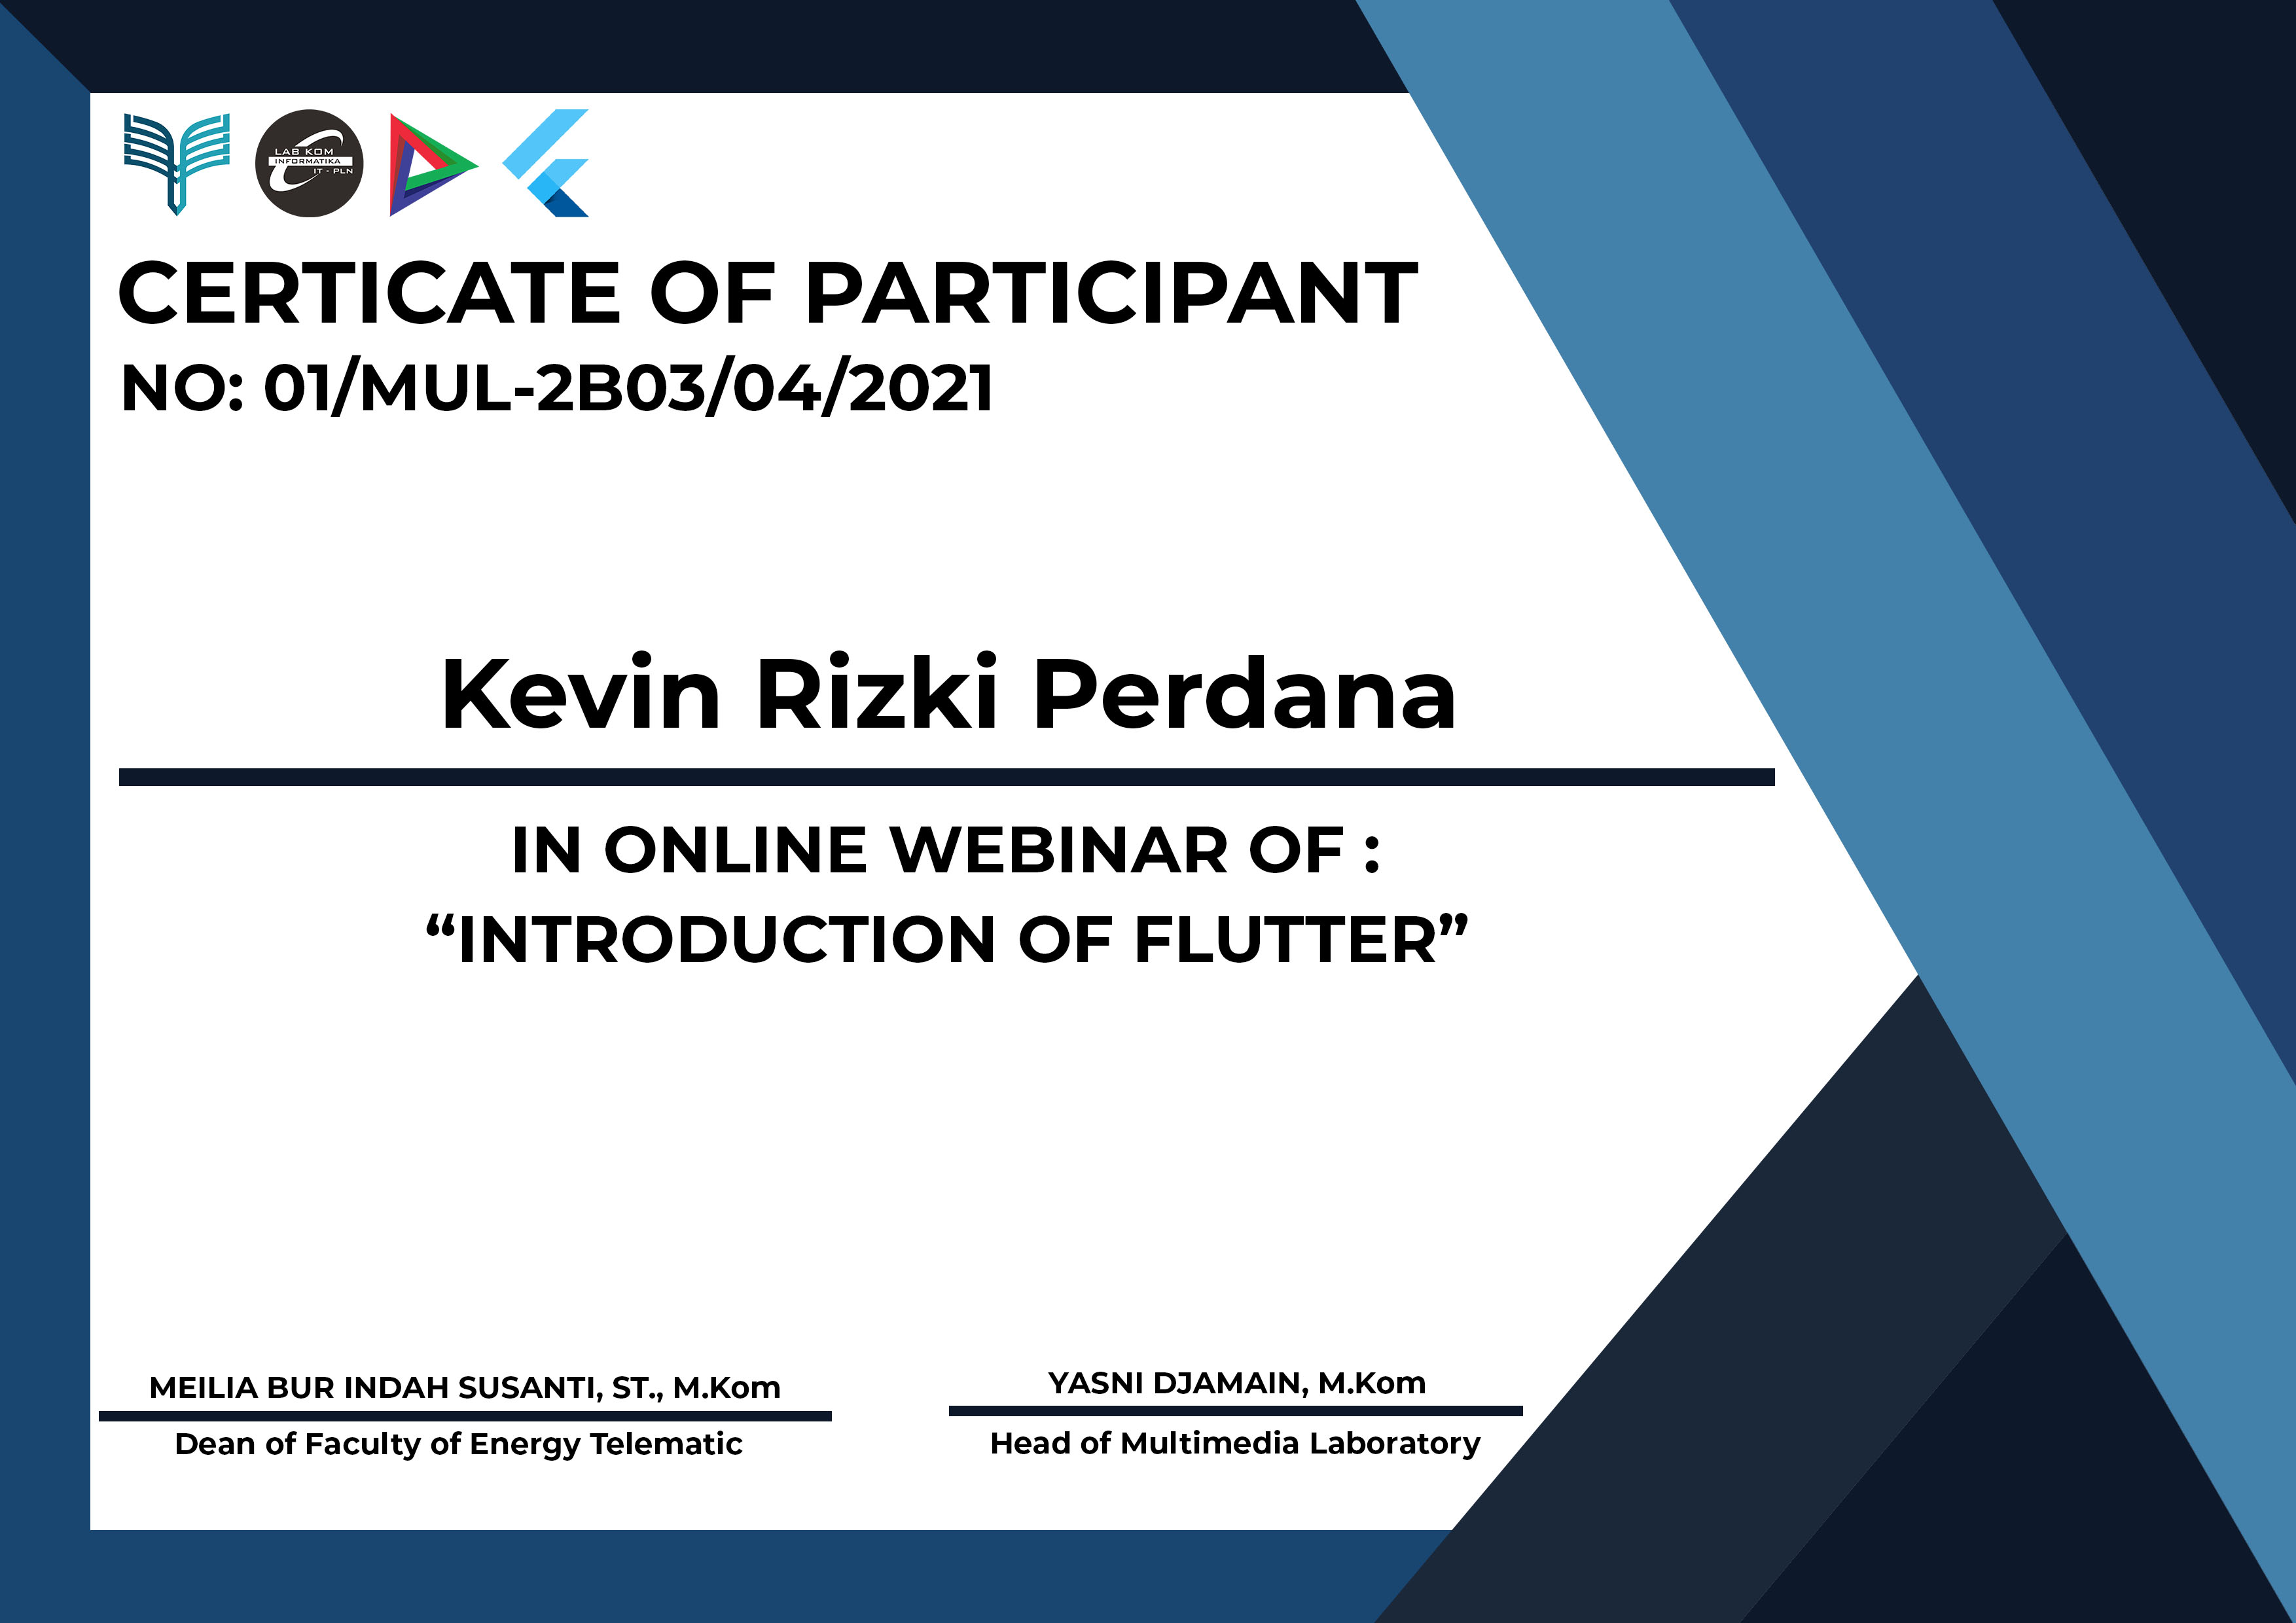 LAB KOM
INFORMATIKA
IT - PLN
CERTICATE OF PARTICIPANT
NO: 01/MUL-2B03/04/2021
Kevin Rizki Perdana
IN ONLINE WEBINAR OF :
“INTRODUCTION OF FLUTTER”
MEILIA BUR INDAH SUSANTI, ST., M.Kom
Dean of Faculty of Energy Telematic
YASNI DJAMAIN, M.Kom
Head of Multimedia Laboratory